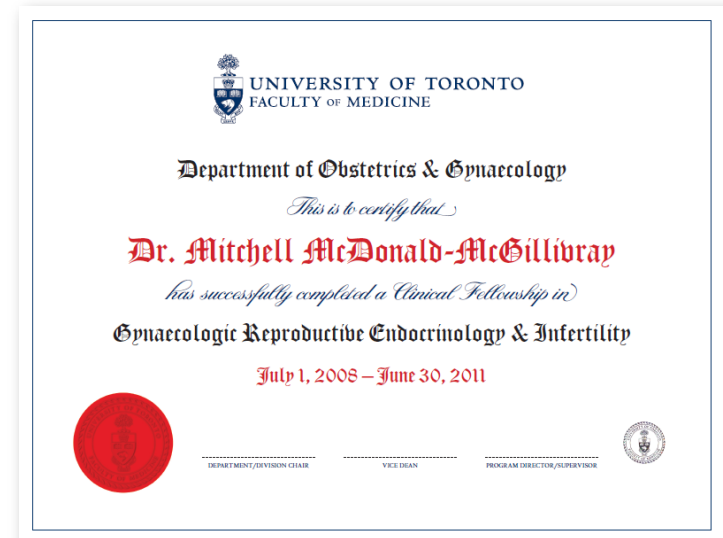 UNIVERSITY OF TORONTO
FACULTY OF MEDICINE
Department of Obstetrics & Gynaecology
This is to certify that
Dr. Mitchell McDonald-McGillivray
has successfully completed a Clinical Fellowship in
Gynaecologic Reproductive Endocrinology & Infertility
July 1, 2008 – June 30, 2011
DEPARTMENT/DIVISION CHAIR VICE DEAN PROGRAM DIRECTOR/SUPERVISOR